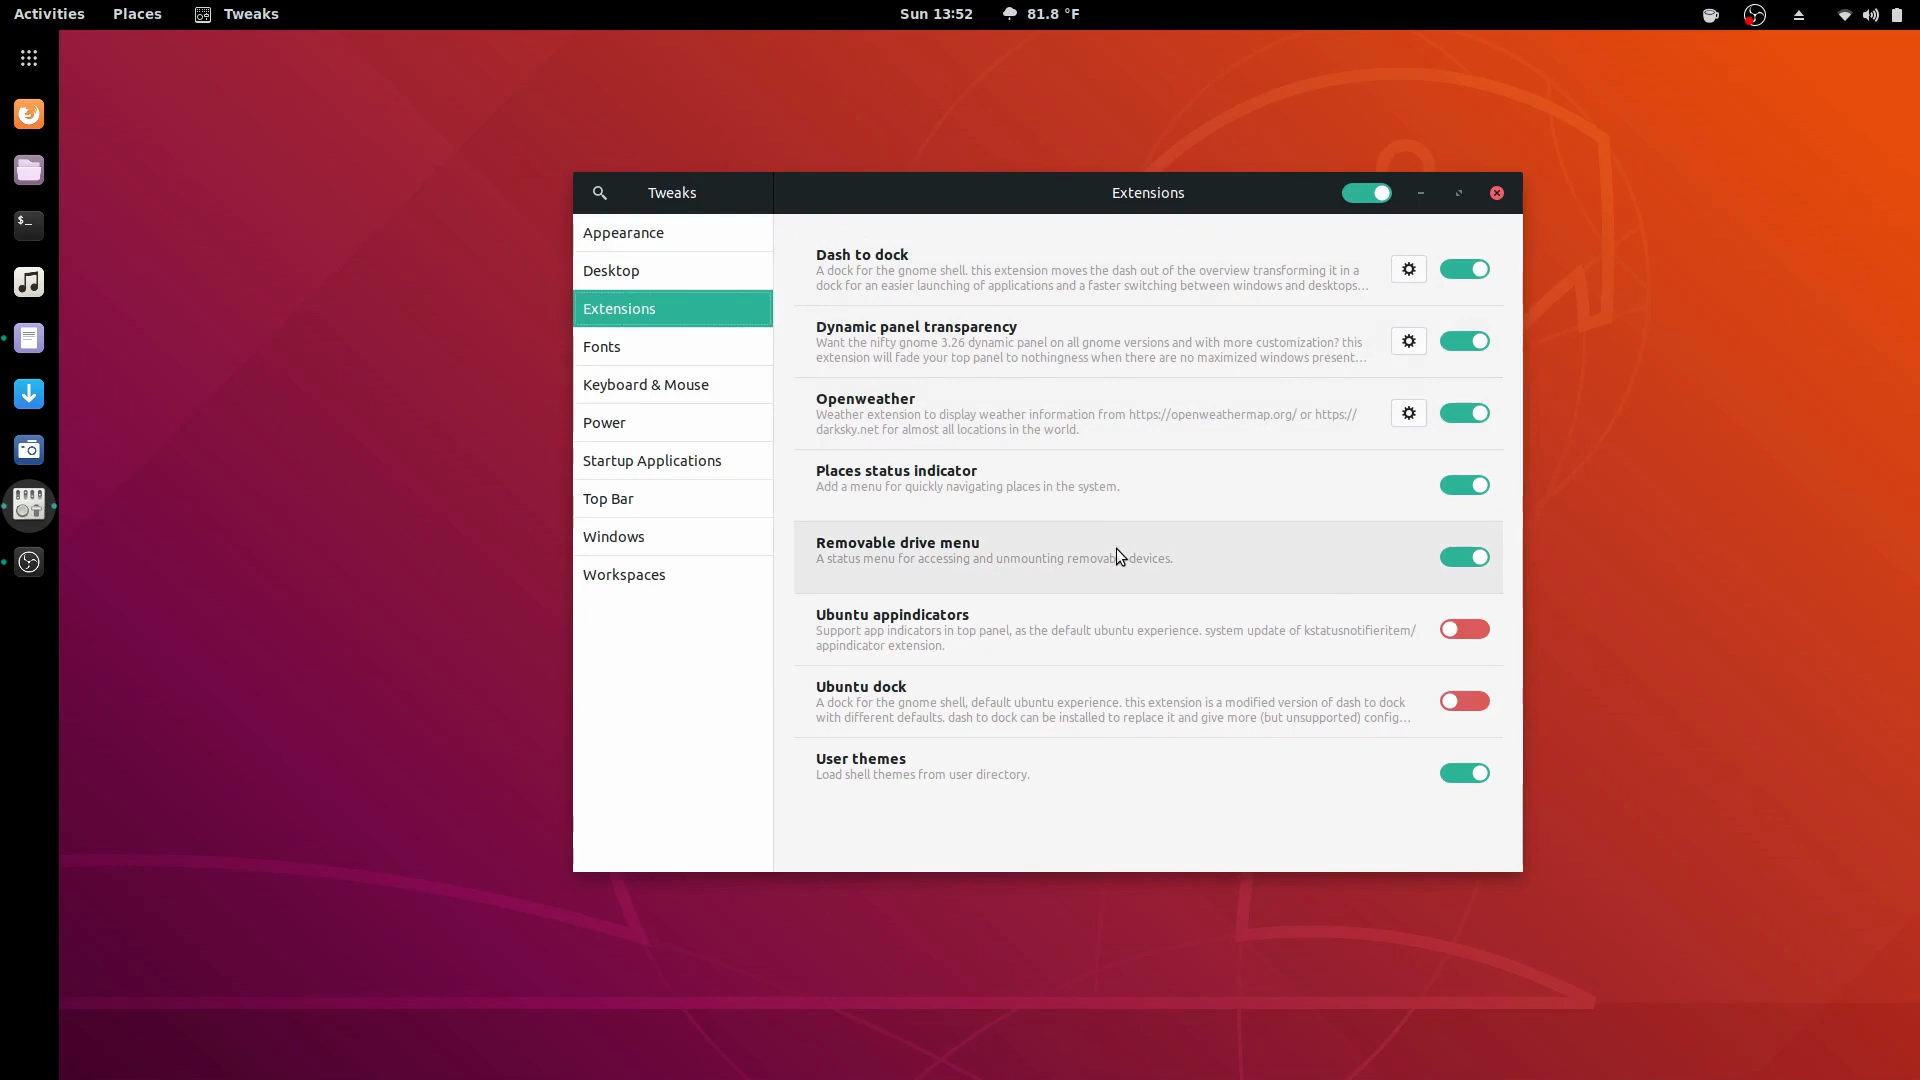 Activities Places Tweaks Sun 13:52 81.8 °F
Tweaks Extensions
Appearance
Desktop
Extensions
Fonts
Keyboard & Mouse
Power
Startup Applications
Top Bar
Windows
Workspaces
Dash to dock
A dock for the gnome shell. this extension moves the dash out of the overview transforming it in a
dock for an easier launching of applications and a faster switching between windows and desktops...
Dynamic panel transparency
Want the nifty gnome 3.26 dynamic panel on all gnome versions and with more customization? this
extension will fade your top panel to nothingness when there are no maximized windows present...
Openweather
Weather extension to display weather information from https://openweathermap.org/ or https://
darksky.net for almost all locations in the world.
Places status indicator
Add a menu for quickly navigating places in the system.
Removable drive menu
A status menu for accessing and unmounting removable devices.
Ubuntu appindicators
Support app indicators in top panel, as the default ubuntu experience. system update of kstatusnotifieritem/
appindicator extension.
Ubuntu dock
A dock for the gnome shell, default ubuntu experience. this extension is a modified version of dash to dock
with different defaults. dash to dock can be installed to replace it and give more (but unsupported) config...
User themes
Load shell themes from user directory.